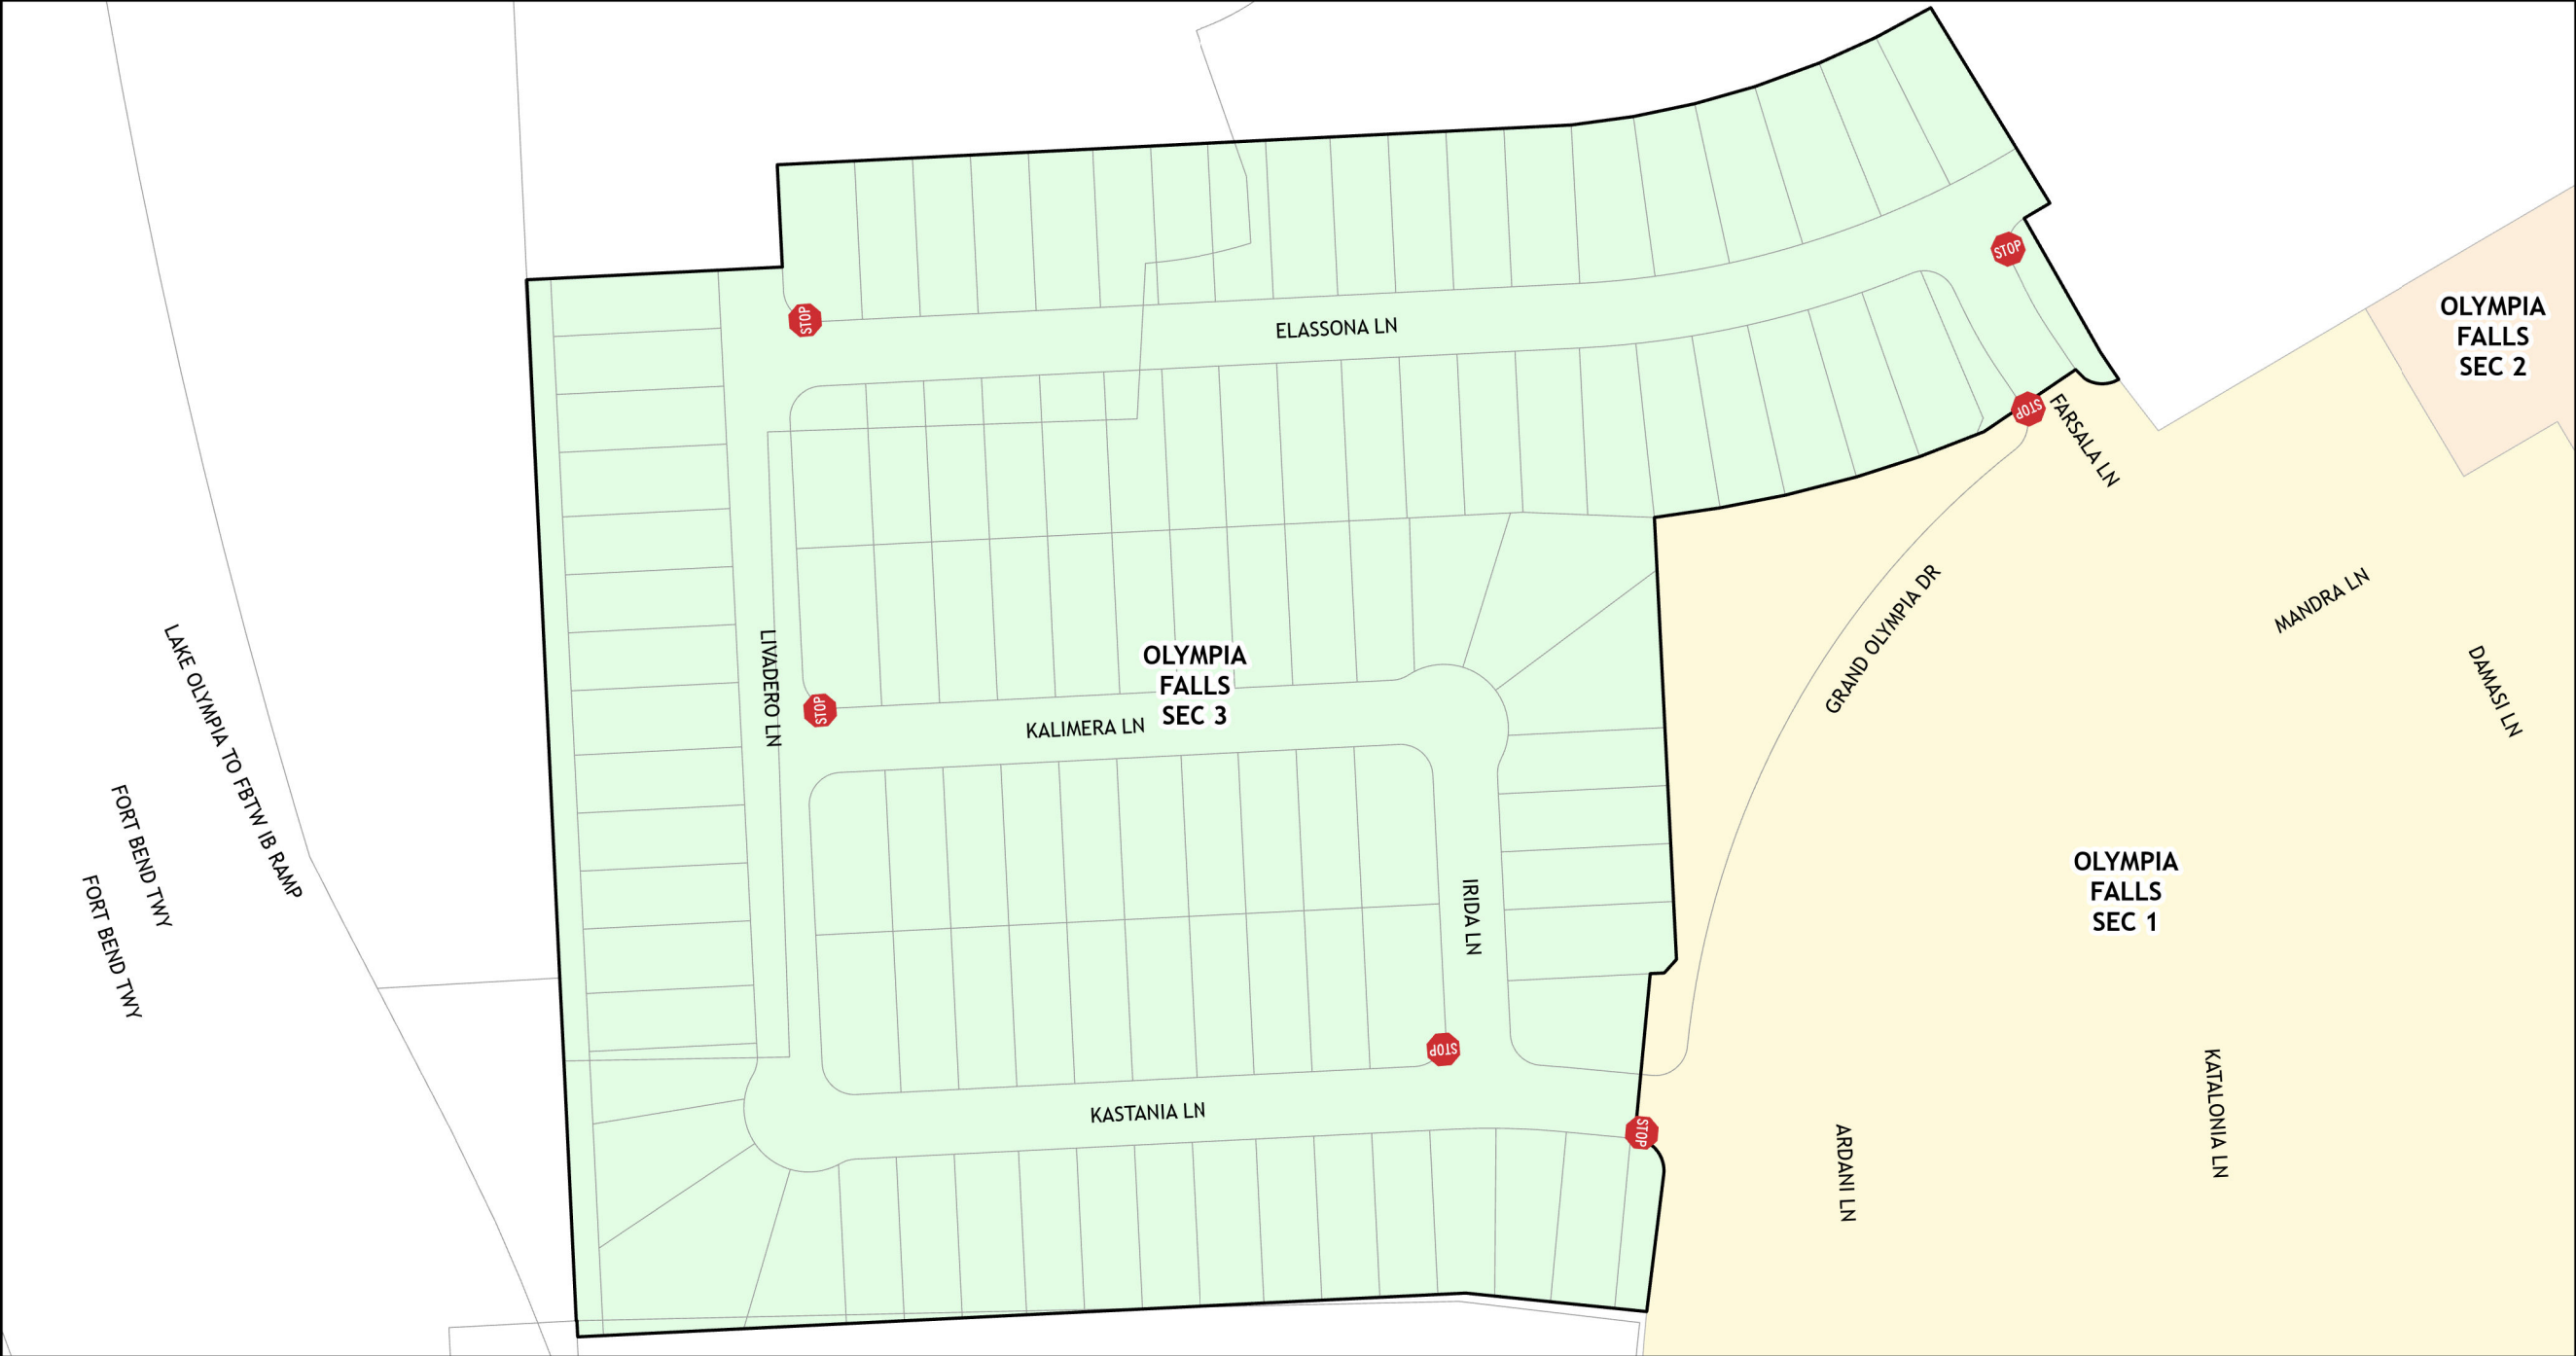 STOP
OLYMPIA
FALLS
SEC 2
STOP
ELASSONA LN
STOP
FARSALA LN
GRAND OLYMPIA DR
MANDRA LN
DAMASI LN
LAKE OLYMPIA TO FBTW IB RAMP
LIVADERO LN
OLYMPIA
FALLS
SEC 3
STOP
KALIMERA LN
FORT BEND TWY
FORT BEND TWY
IRIDA LN
OLYMPIA
FALLS
SEC 1
STOP
KASTANIA LN
STOP
ARDANI LN
KATALONIA LN